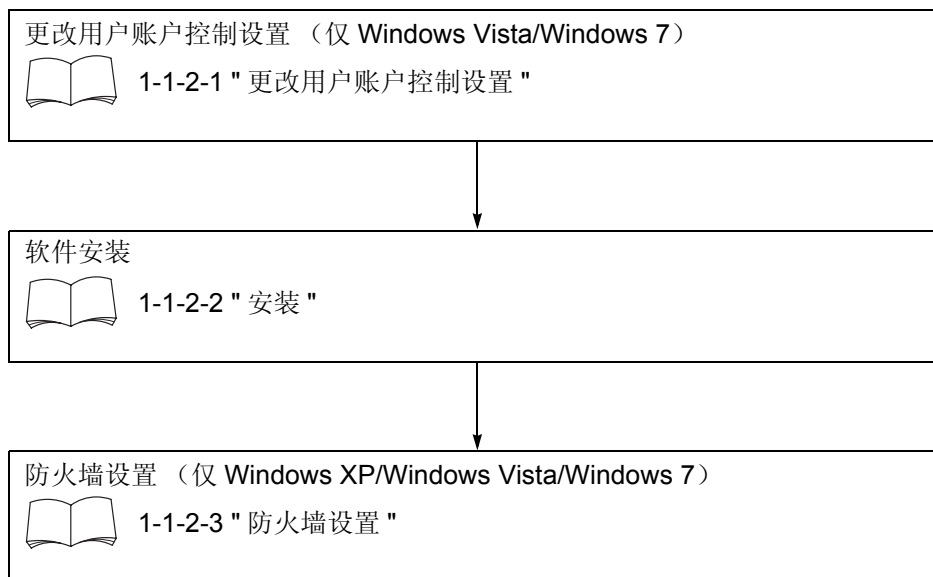 更改用户账户控制设置 （仅 Windows Vista/Windows 7）
1-1-2-1 " 更改用户账户控制设置 "
软件安装
1-1-2-2 " 安装 "
防火墙设置 （仅 Windows XP/Windows Vista/Windows 7）
1-1-2-3 " 防火墙设置 "